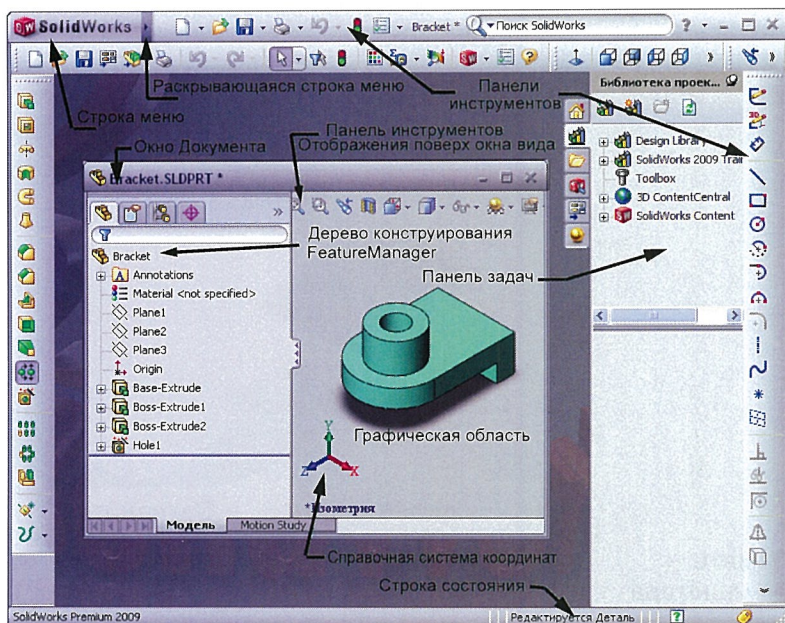 SolidWorks
Bracket *
Поиск SolidWorks
Раскрывающаяся строка меню
Панели
инструментов
Строка меню
Библиотека проек...
Окно Документа
Панель инструментов
Отображения поверх окна вида
Design Library
SolidWorks 2009 Trai
Toolbox
3D ContentCentral
SolidWorks Content
Bracket.SLDPRT *
Дерево конструирования
FeatureManager
Панель задач
Bracket
Annotations
Material <not specified>
Plane1
Plane2
Plane3
Origin
Base-Extrude
Boss-Extrude1
Boss-Extrude2
Hole1
Графическая область
Y
Z
X
*Изометрия
Модель
Motion Study
Справочная система координат
Строка состояния
SolidWorks Premium 2009
Редактируется Деталь